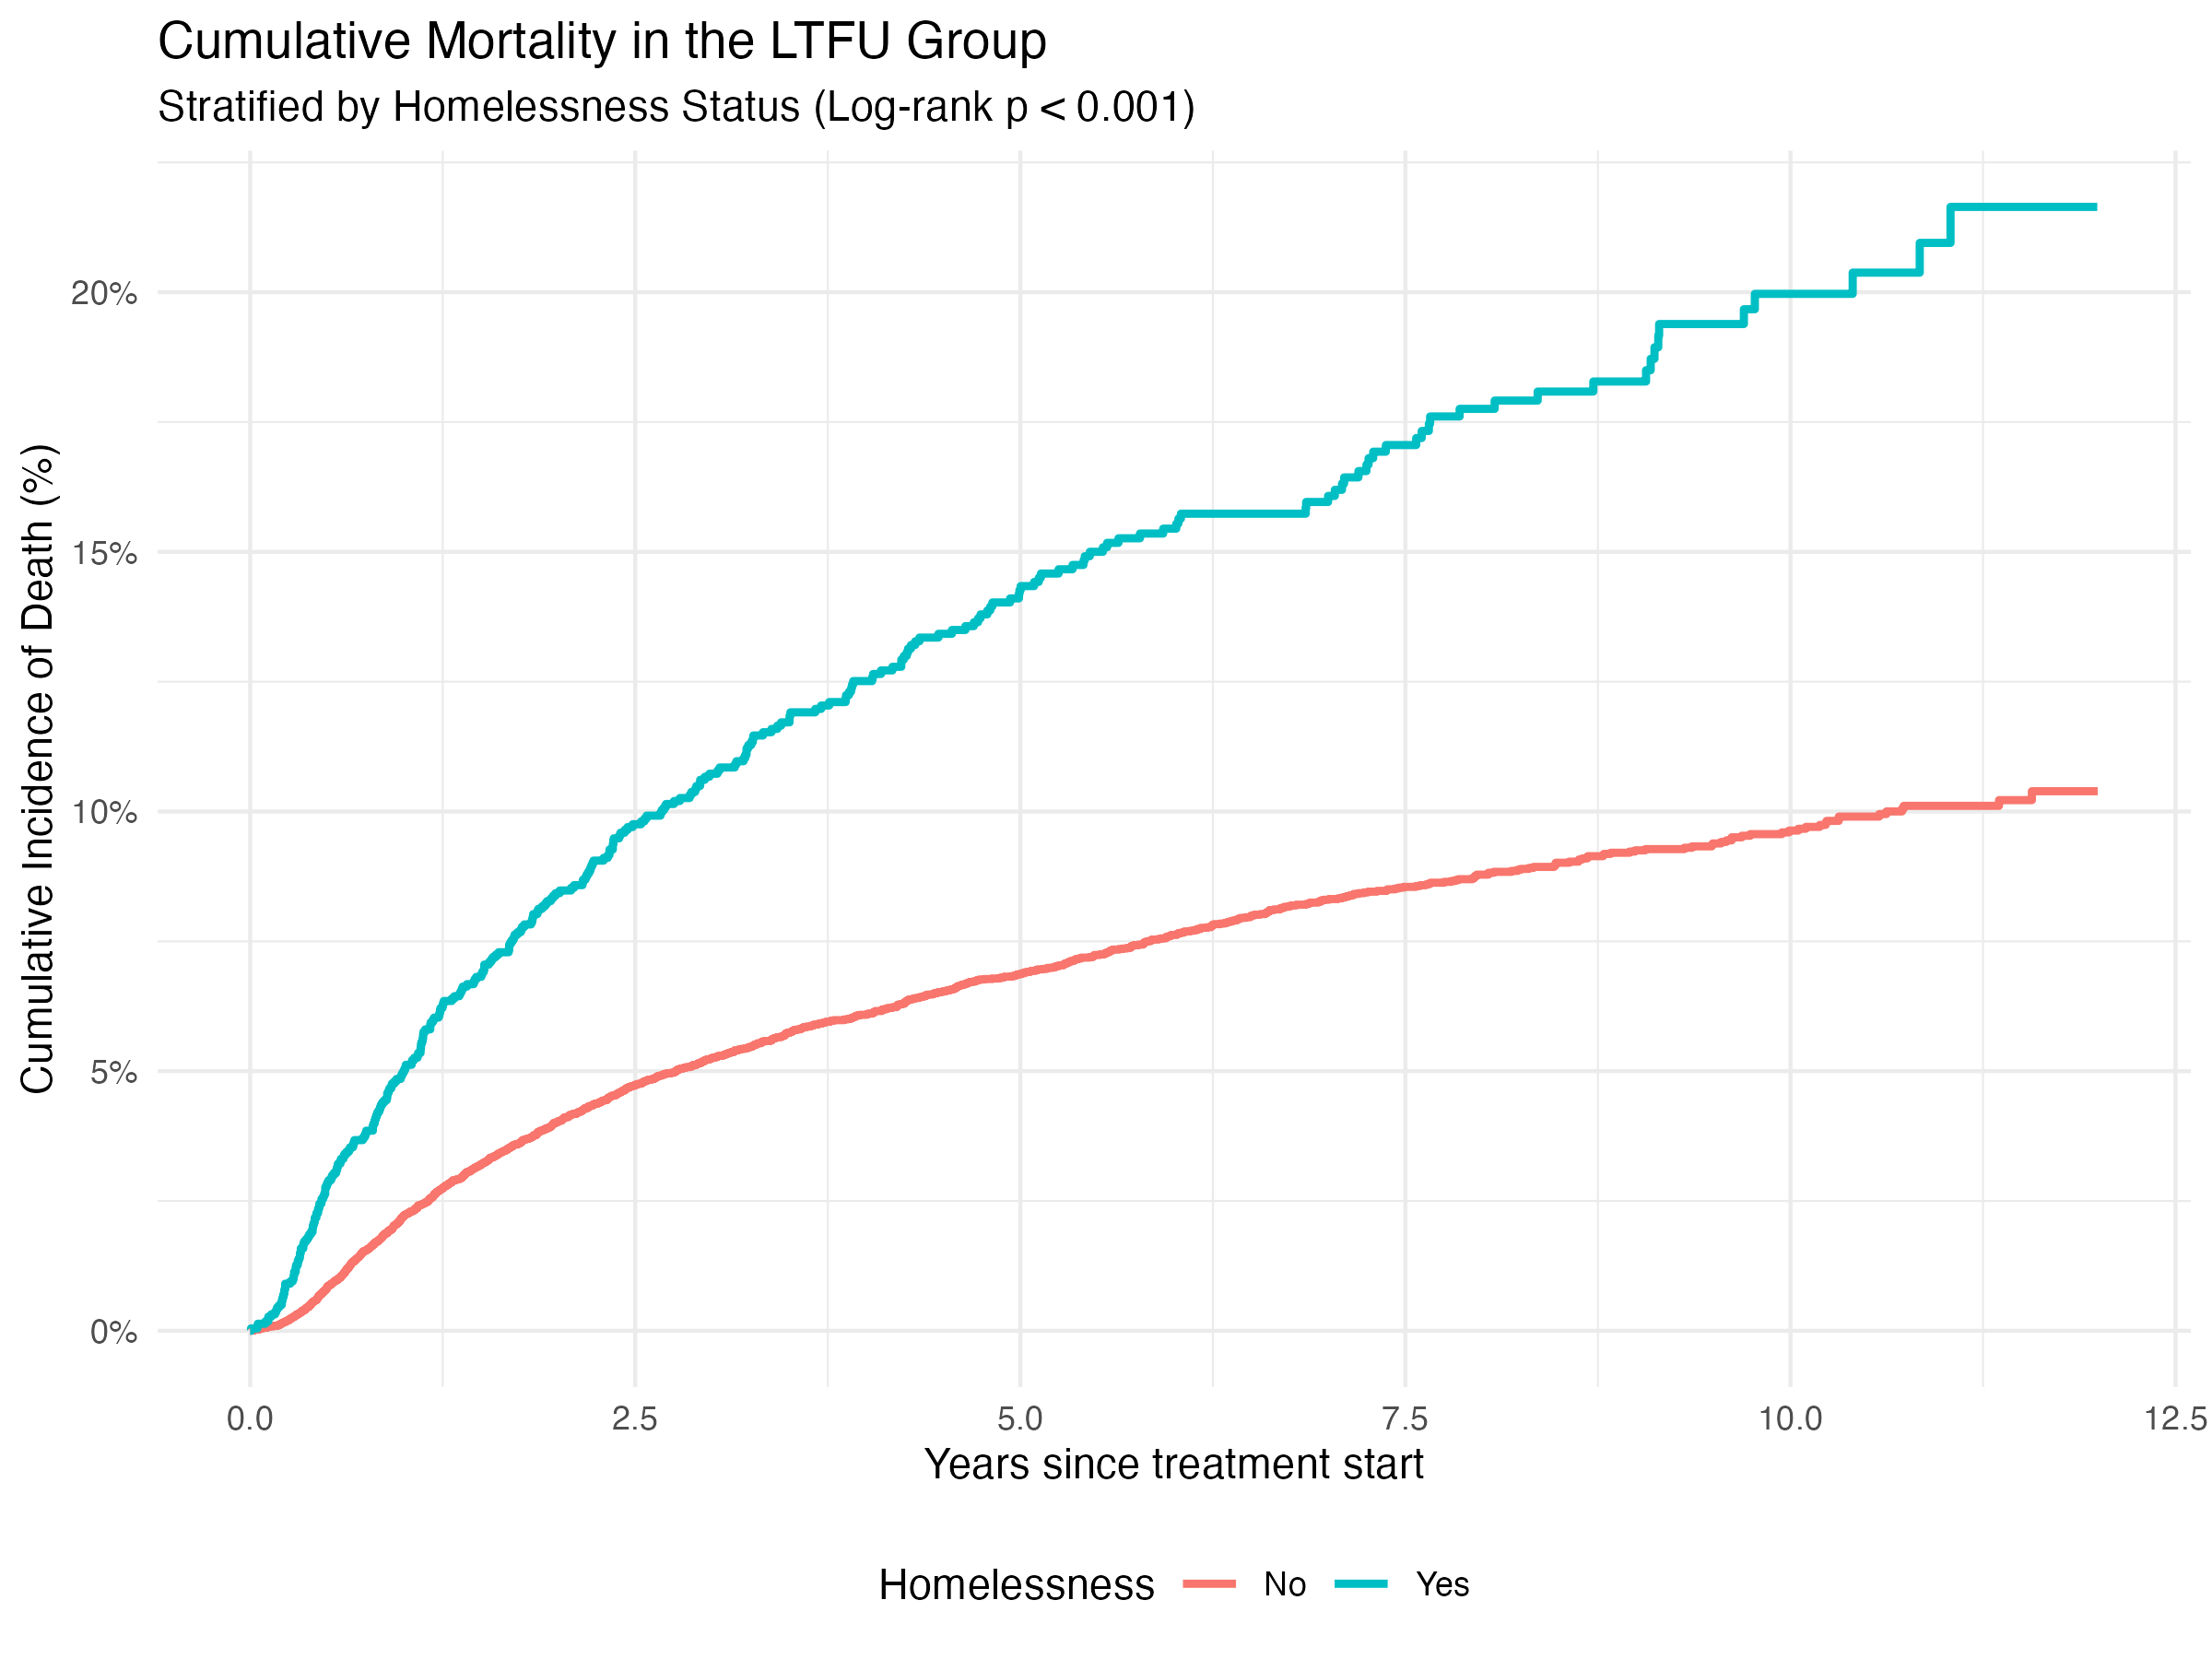 Cumulative Mortality in the LTFU Group
Stratified by Homelessness Status (Log-rank p < 0.001)
Cumulative Incidence of Death (%)
20%
15%
10%
5%
0%
0.0 2.5 5.0 7.5 10.0 12.5
Years since treatment start
Homelessness No Yes